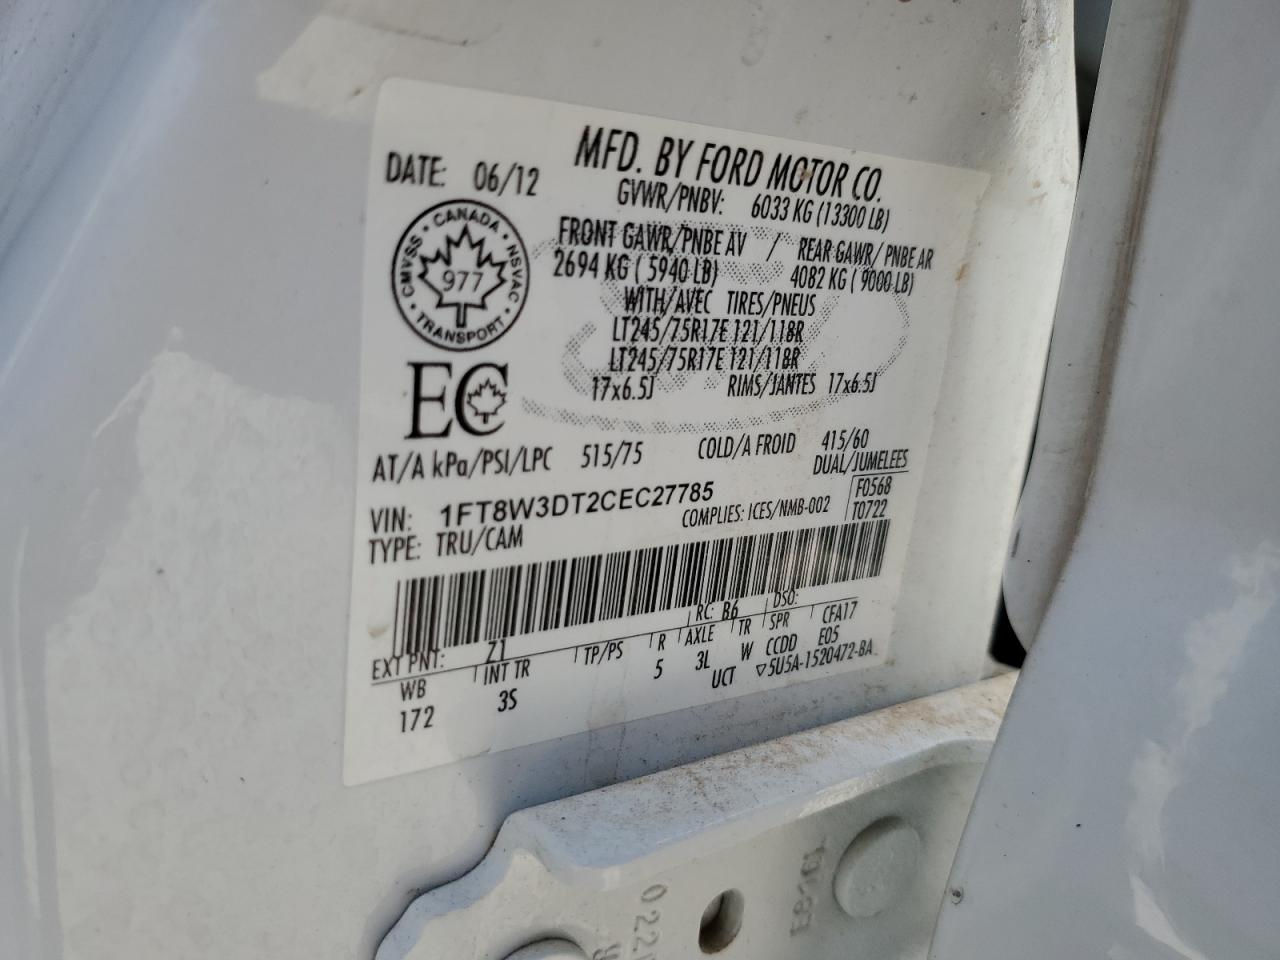 MFD. BY FORD MOTOR CO.
DATE: 06/12
GVWR/PNBV: 6033 KG (13300 LB)
CANADA
CMVSS 977 NSVAC
TRANSPORT
FRONT GAWR/PNBE AV / REAR GAWR/ PNBE AR
2694 KG ( 5940 LB) 4082 KG ( 9000 LB)
WITH/AVEC TIRES/PNEUS
LT245/75R17E 121/118R
LT245/75R17E 121/118R
17x6.5J RIMS/JANTES 17x6.5J
EC
AT/A kPa/PSI/LPC 515/75 COLD/A FROID 415/60
DUAL/JUMELEES
VIN: 1FT8W3DT2CEC27785
COMPLIES: ICES/NMB-002
F0568
T0722
TYPE: TRU/CAM
EXT PNT: Z1 RC: B6 DSO:
WB INT TR TP/PS R AXLE TR SPR CFA17
172 3S 5 3L W CCDD E05
UCT ▽5U5A-1520472-BA